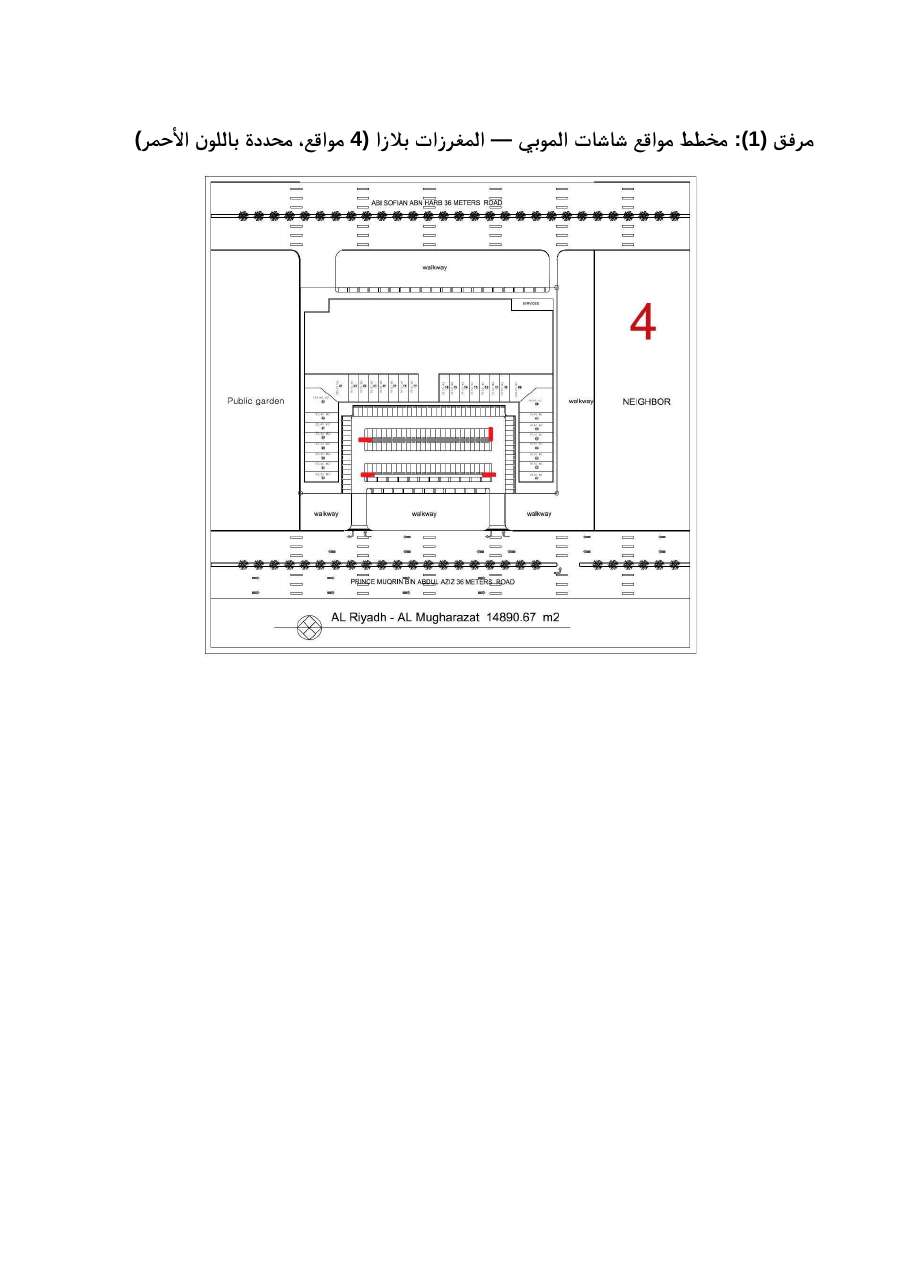 مرفق (1): مخطط مواقع شاشات الموبي — المغرزات بلازا (4 مواقع، محددة باللون الأحمر)
ABI SOFIAN ABN HARB 36 METERS ROAD
walkway
SERVICES
4
Public garden
walkway
NEIGHBOR
walkway
walkway
walkway
PRINCE MUQRIN BIN ABDUL AZIZ 36 METERS ROAD
AL Riyadh - AL Mugharazat 14890.67 m2